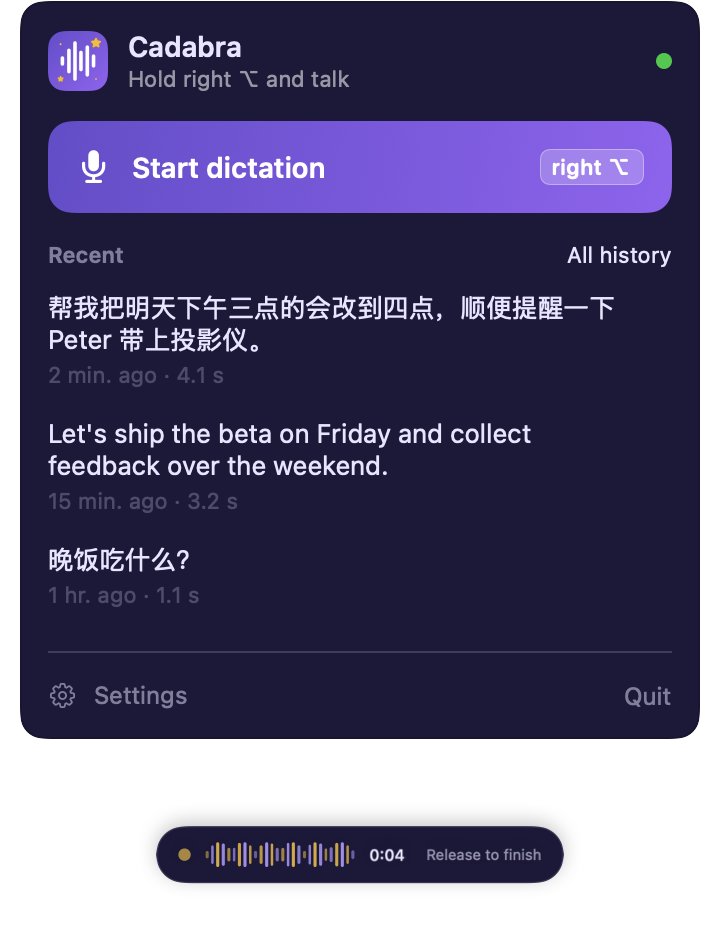 Cadabra
Hold right ⌥ and talk
Start dictation
right ⌥
Recent
All history
帮我把明天下午三点的会改到四点，顺便提醒一下
Peter 带上投影仪。
2 min. ago · 4.1 s
Let's ship the beta on Friday and collect
feedback over the weekend.
15 min. ago · 3.2 s
晚饭吃什么？
1 hr. ago · 1.1 s
Settings
Quit
0:04
Release to finish